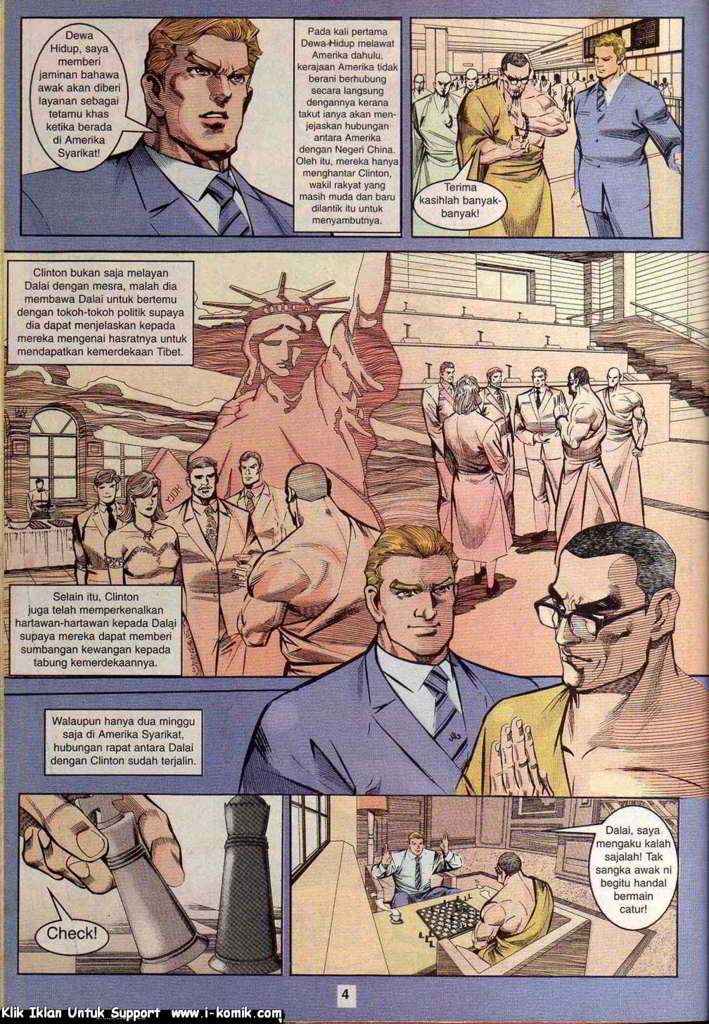 Dewa
Hidup, saya
memberi
jaminan bahawa
awak akan diberi
layanan sebagai
tetamu khas
ketika berada
di Amerika
Syarikat!
Pada kali pertama
Dewa Hidup melawat
Amerika dahulu,
kerajaan Amerika tidak
berani berhubung
secara langsung
dengannya kerana
takut ianya akan men-
jejaskan hubungan
antara Amerika
dengan Negeri China.
Oleh itu, mereka hanya
menghantar Clinton,
wakil rakyat yang
masih muda dan baru
dilantik itu untuk
menyambutnya.
Terima
kasihlah banyak-
banyak!
Clinton bukan saja melayan
Dalai dengan mesra, malah dia
membawa Dalai untuk bertemu
dengan tokoh-tokoh politik supaya
dia dapat menjelaskan kepada
mereka mengenai hasratnya untuk
mendapatkan kemerdekaan Tibet.
Selain itu, Clinton
juga telah memperkenalkan
hartawan-hartawan kepada Dalai
supaya mereka dapat memberi
sumbangan kewangan kepada
tabung kemerdekaannya.
Walaupun hanya dua minggu
saja di Amerika Syarikat,
hubungan rapat antara Dalai
dengan Clinton sudah terjalin.
Check!
Dalai, saya
mengaku kalah
sajalah! Tak
sangka awak ni
begitu handal
bermain
catur!
4
Klik Iklan Untuk Support www.i-komik.com